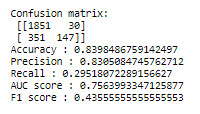 Confusion matrix:
[[1851   30]
[ 351  147]]
Accuracy : 0.8398486759142497
Precision : 0.8305084745762712
Recall : 0.29518072289156627
AUC score : 0.7563993347125877
F1 score : 0.43555555555555553